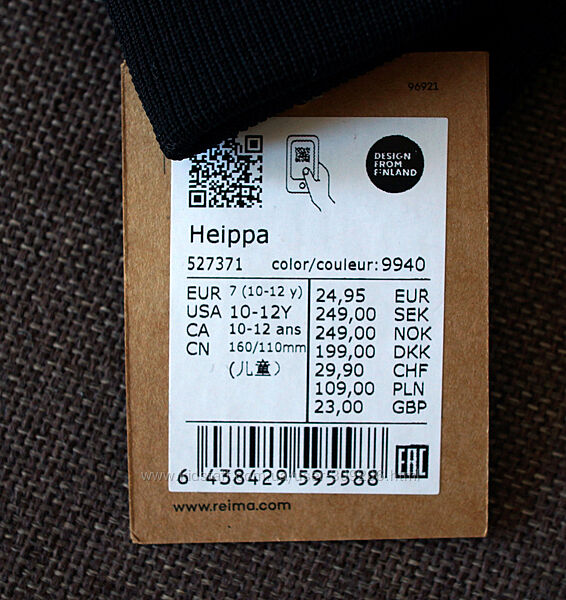 96921
DESIGN
FROM
FINLAND
Heippa
527371 color/couleur: 9940
EUR 7 (10-12 y)
USA 10-12Y
CA 10-12 ans
CN 160/110mm
(儿童)
24,95 EUR
249,00 SEK
249,00 NOK
199,00 DKK
29,90 CHF
109,00 PLN
23,00 GBP
6 438429 595588
EAC
www.reima.com